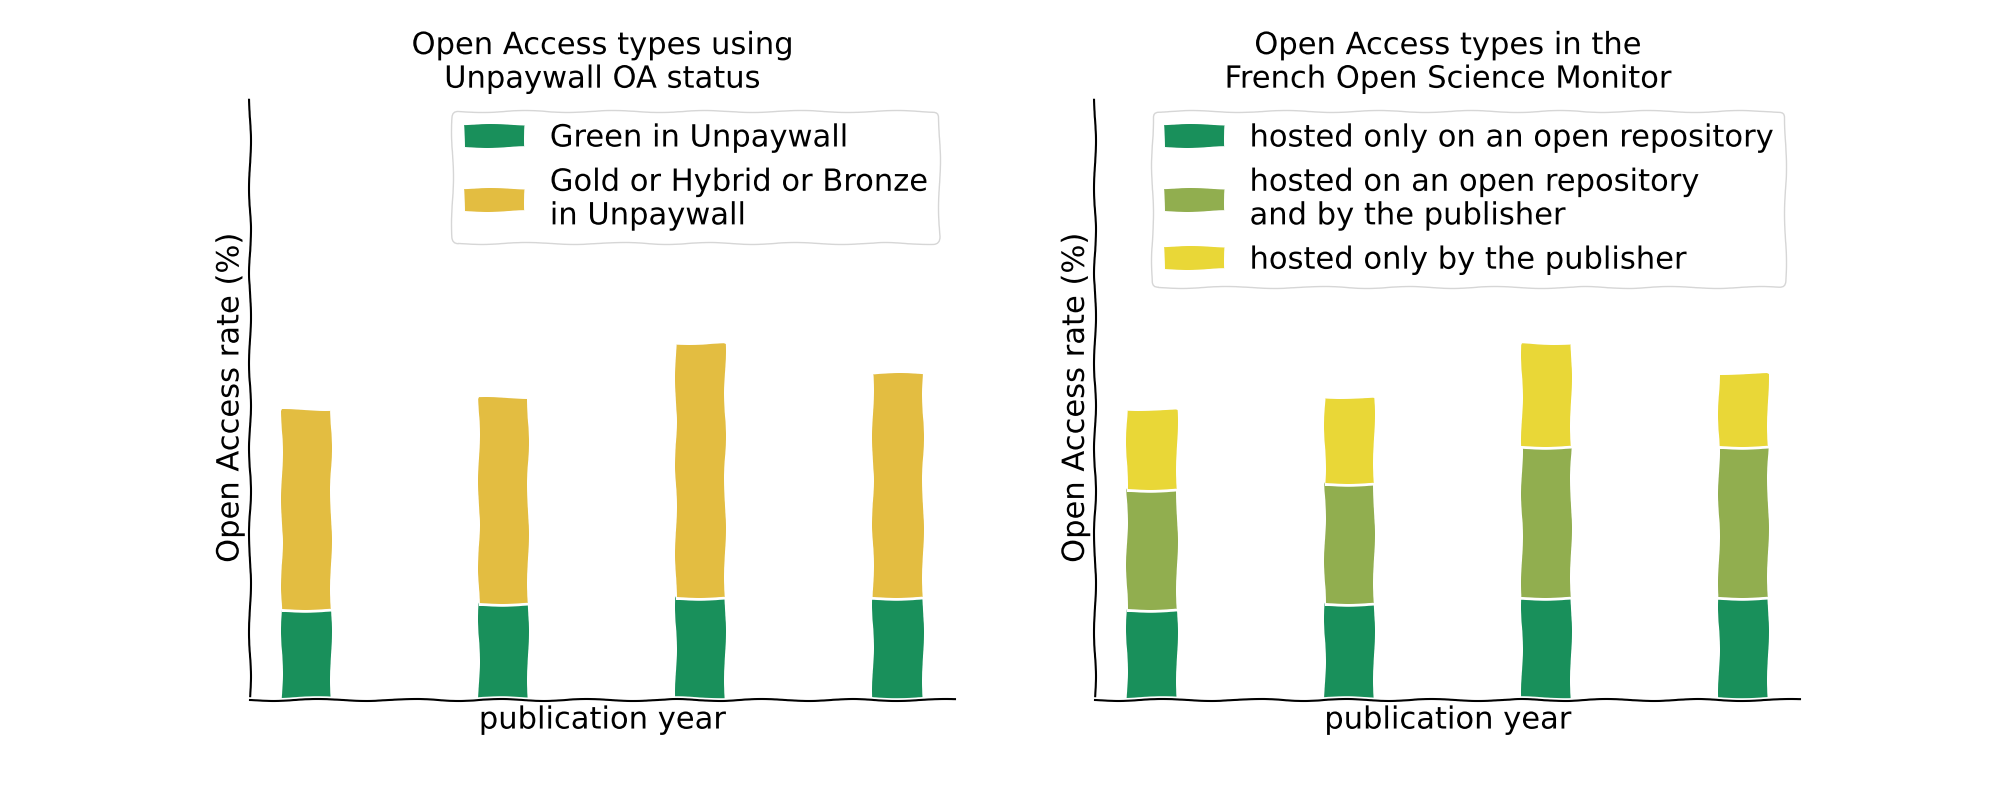 Open Access types using
Unpaywall OA status
Green in Unpaywall
Gold or Hybrid or Bronze
in Unpaywall
Open Access rate (%)
publication year
Open Access types in the
French Open Science Monitor
hosted only on an open repository
hosted on an open repository
and by the publisher
hosted only by the publisher
Open Access rate (%)
publication year